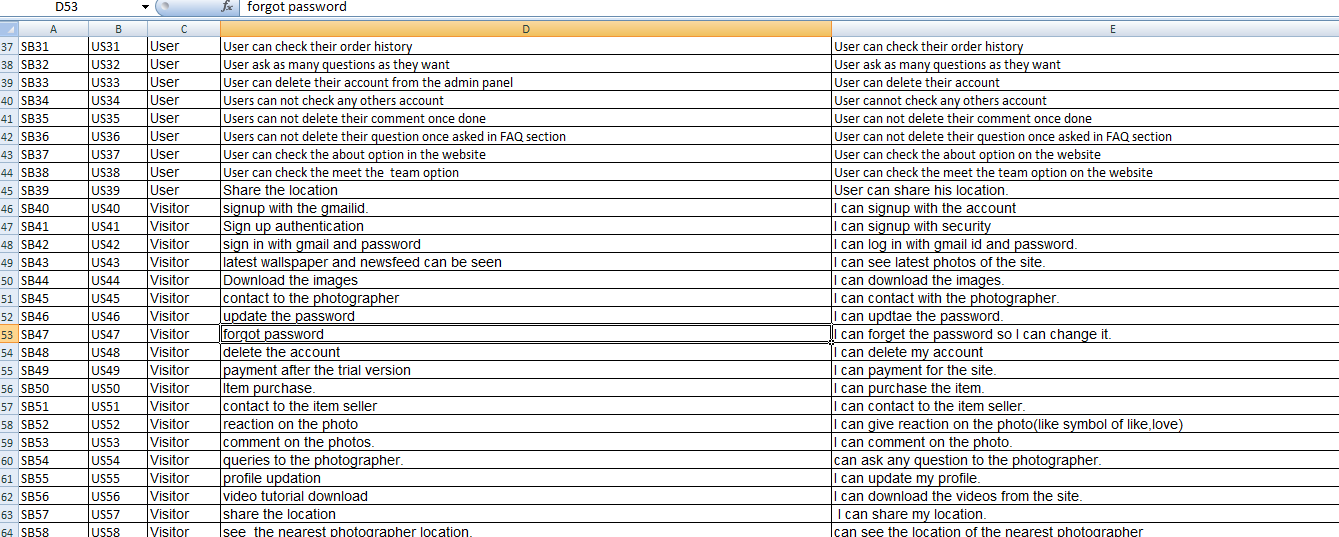 D53 fx forgot password
A B C D E
37 SB31 US31 User User can check their order history User can check their order history
38 SB32 US32 User User ask as many questions as they want User ask as many questions as they want
39 SB33 US33 User User can delete their account from the admin panel User can delete their account
40 SB34 US34 User Users can not check any others account User cannot check any others account
41 SB35 US35 User Users can not delete their comment once done User can not delete their comment once done
42 SB36 US36 User Users can not delete their question once asked in FAQ section User can not delete their question once asked in FAQ section
43 SB37 US37 User User can check the about option in the website User can check the about option on the website
44 SB38 US38 User User can check the meet the  team option User can check the meet the team option on the website
45 SB39 US39 User Share the location User can share his location.
46 SB40 US40 Visitor signup with the gmailid. I can signup with the account
47 SB41 US41 Visitor Sign up authentication I can signup with security
48 SB42 US42 Visitor sign in with gmail and password I can log in with gmail id and password.
49 SB43 US43 Visitor latest wallspaper and newsfeed can be seen I can see latest photos of the site.
50 SB44 US44 Visitor Download the images I can download the images.
51 SB45 US45 Visitor contact to the photographer I can contact with the photographer.
52 SB46 US46 Visitor update the password I can updtae the password.
53 SB47 US47 Visitor forgot password I can forget the password so I can change it.
54 SB48 US48 Visitor delete the account I can delete my account
55 SB49 US49 Visitor payment after the trial version I can payment for the site.
56 SB50 US50 Visitor Item purchase. I can purchase the item.
57 SB51 US51 Visitor contact to the item seller I can contact to the item seller.
58 SB52 US52 Visitor reaction on the photo I can give reaction on the photo(like symbol of like,love)
59 SB53 US53 Visitor comment on the photos. I can comment on the photo.
60 SB54 US54 Visitor queries to the photographer. can ask any question to the photographer.
61 SB55 US55 Visitor profile updation I can update my profile.
62 SB56 US56 Visitor video tutorial download I can download the videos from the site.
63 SB57 US57 Visitor share the location I can share my location.
64 SB58 US58 Visitor see  the nearest photographer location. can see the location of the nearest photographer